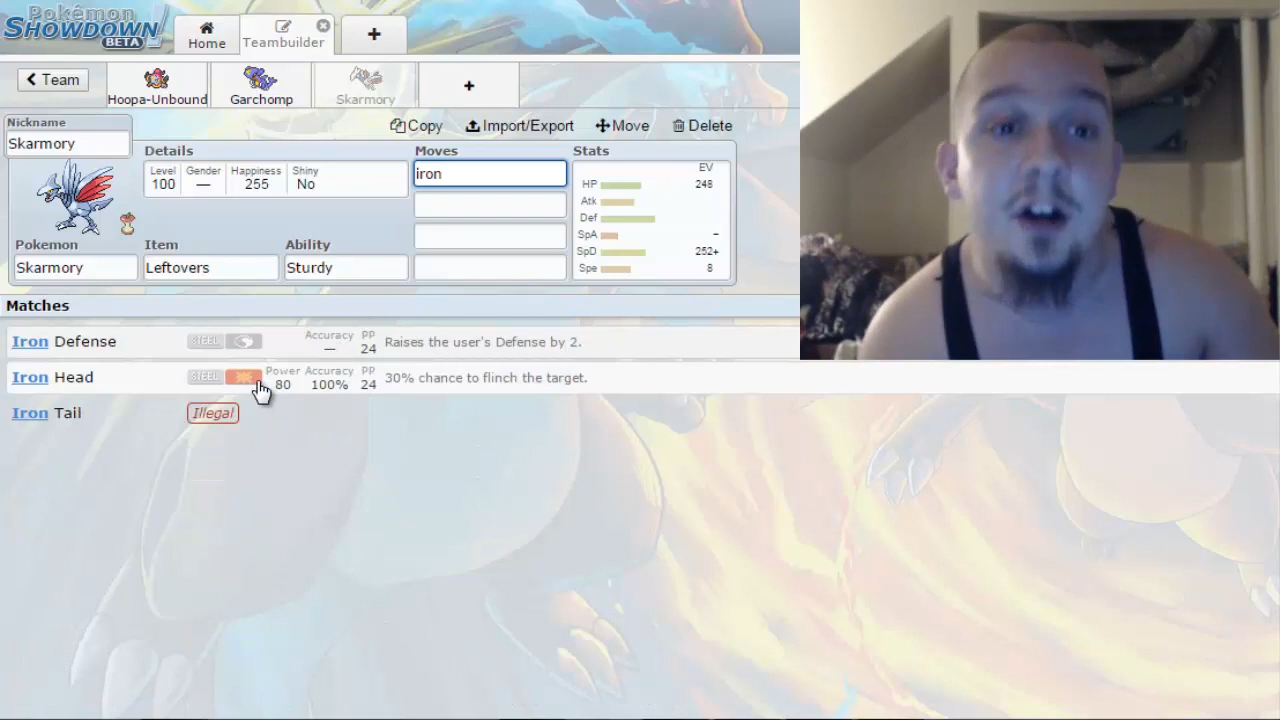 Pokémon
SHOWDOWN!
BETA
Home
Teambuilder
+
< Team
Hoopa-Unbound
Garchomp
Skarmory
+
Copy Import/Export Move Delete
Nickname
Skarmory
Details
Level Gender Happiness Shiny
100 — 255 No
Pokemon
Skarmory
Item
Leftovers
Ability
Sturdy
Moves
iron
Stats
EV
HP 248
Atk
Def
SpA –
SpD 252+
Spe 8
Matches
Iron Defense STEEL Accuracy — PP 24 Raises the user's Defense by 2.
Iron Head STEEL Power 80 Accuracy 100% PP 24 30% chance to flinch the target.
Iron Tail Illegal